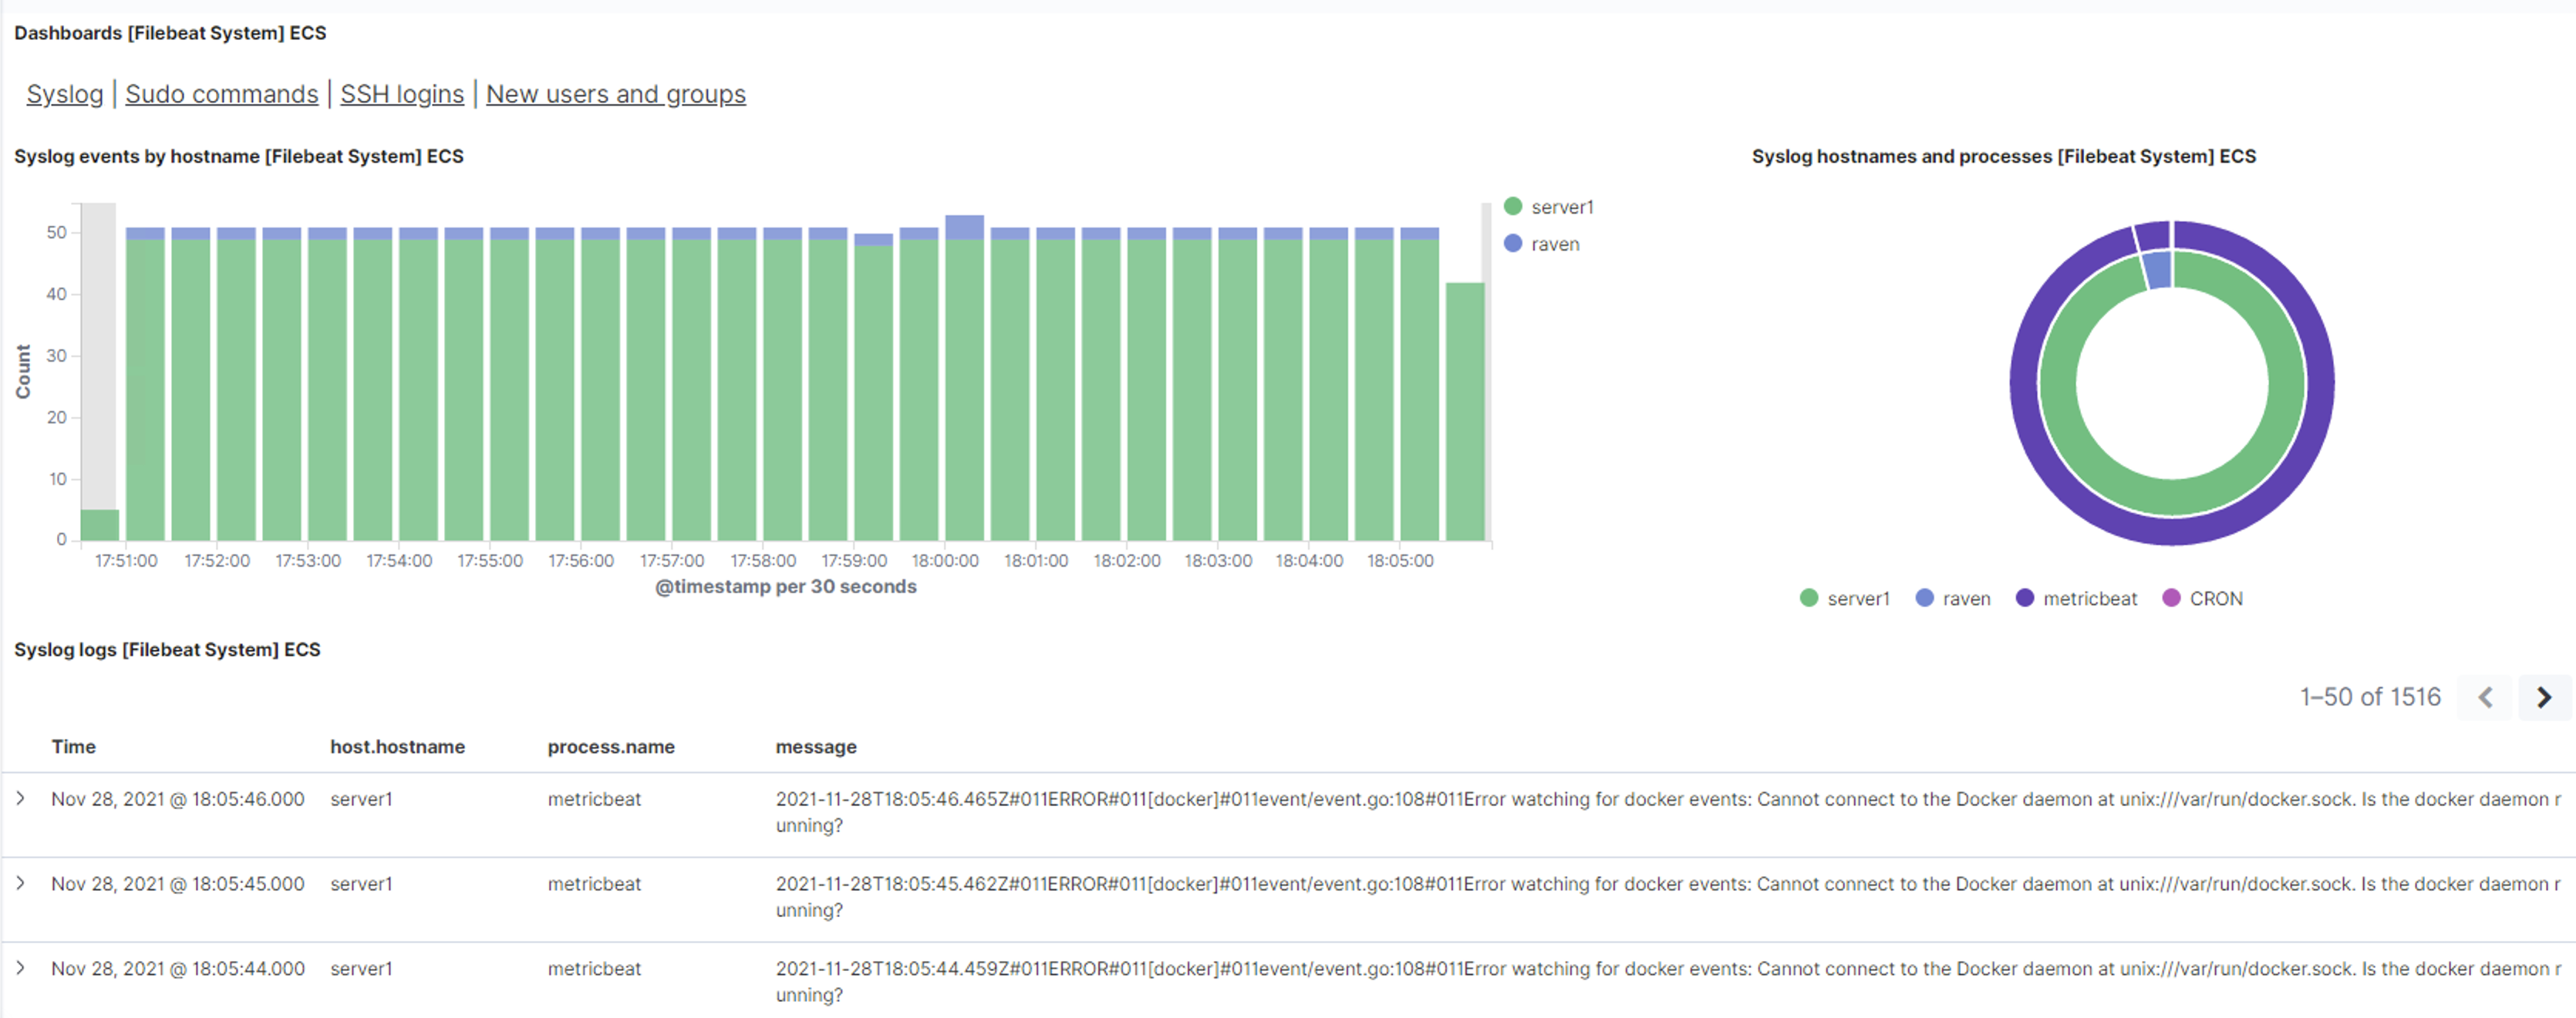 Dashboards [Filebeat System] ECS
Syslog | Sudo commands | SSH logins | New users and groups
Syslog events by hostname [Filebeat System] ECS
Count
50
40
30
20
10
0
17:51:00 17:52:00 17:53:00 17:54:00 17:55:00 17:56:00 17:57:00 17:58:00 17:59:00 18:00:00 18:01:00 18:02:00 18:03:00 18:04:00 18:05:00
@timestamp per 30 seconds
server1
raven
Syslog hostnames and processes [Filebeat System] ECS
server1 raven metricbeat CRON
Syslog logs [Filebeat System] ECS
1–50 of 1516
Time host.hostname process.name message
Nov 28, 2021 @ 18:05:46.000 server1 metricbeat 2021-11-28T18:05:46.465Z#011ERROR#011[docker]#011event/event.go:108#011Error watching for docker events: Cannot connect to the Docker daemon at unix:///var/run/docker.sock. Is the docker daemon r
unning?
Nov 28, 2021 @ 18:05:45.000 server1 metricbeat 2021-11-28T18:05:45.462Z#011ERROR#011[docker]#011event/event.go:108#011Error watching for docker events: Cannot connect to the Docker daemon at unix:///var/run/docker.sock. Is the docker daemon r
unning?
Nov 28, 2021 @ 18:05:44.000 server1 metricbeat 2021-11-28T18:05:44.459Z#011ERROR#011[docker]#011event/event.go:108#011Error watching for docker events: Cannot connect to the Docker daemon at unix:///var/run/docker.sock. Is the docker daemon r
unning?